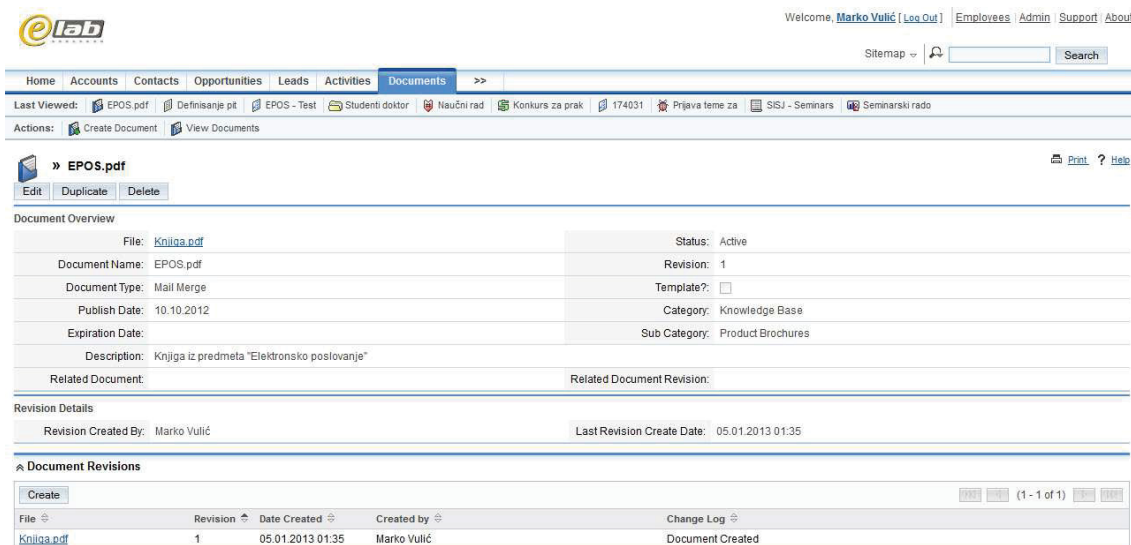 Welcome, Marko Vulić [ Log Out ] Employees | Admin | Support | About
elab
Sitemap Search
Home Accounts Contacts Opportunities Leads Activities Documents >>
Last Viewed: EPOS.pdf Definisanje pit EPOS - Test Studenti doktor Naučni rad Konkurs za prak 174031 Prijava teme za SISJ - Seminars Seminarski rado
Actions: Create Document View Documents
» EPOS.pdf Print ? Help
Edit Duplicate Delete
Document Overview
File: Knjiga.pdf Status: Active
Document Name: EPOS.pdf Revision: 1
Document Type: Mail Merge Template?:
Publish Date: 10.10.2012 Category: Knowledge Base
Expiration Date: Sub Category: Product Brochures
Description: Knjiga iz predmeta "Elektronsko poslovanje"
Related Document: Related Document Revision:
Revision Details
Revision Created By: Marko Vulić Last Revision Create Date: 05.01.2013 01:35
Document Revisions
Create (1 - 1 of 1)
File Revision Date Created Created by Change Log
Knjiga.pdf 1 05.01.2013 01:35 Marko Vulić Document Created